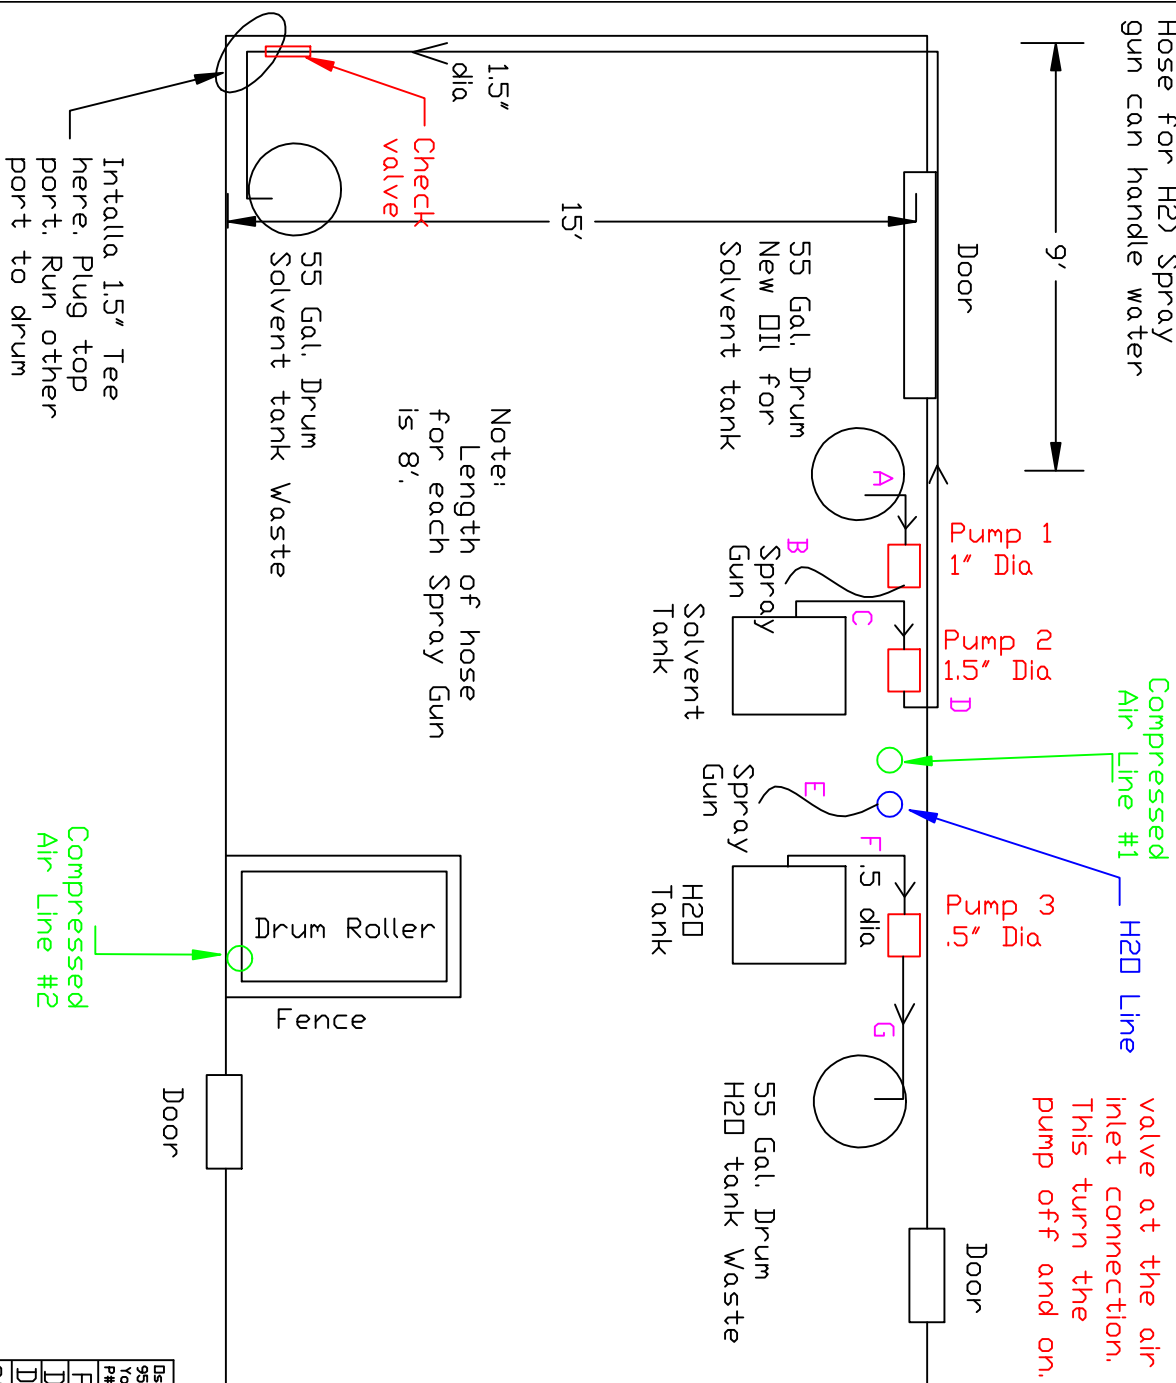 Hose for H2) Spray
gun can handle water
9'
Door
Compressed
Air Line #1
H2O Line
valve at the air
inlet connection.
This turn the
pump off and on.
Door
Pump 1
1" Dia
Pump 2
1.5" Dia
Pump 3
.5" Dia
A
B
C
D
E
F
G
.5 dia
Spray
Gun
Solvent
Tank
Spray
Gun
H2O
Tank
55 Gal. Drum
New OIl for
Solvent tank
55 Gal. Drum
H2O tank Waste
15'
1.5"
dia
Check
valve
Note:
Length of hose
for each Spray Gun
is 8'.
55 Gal. Drum
Solvent tank Waste
Drum Roller
Fence
Door
Intalla 1.5" Tee
here. Plug top
port. Run other
port to drum
Compressed
Air Line #2